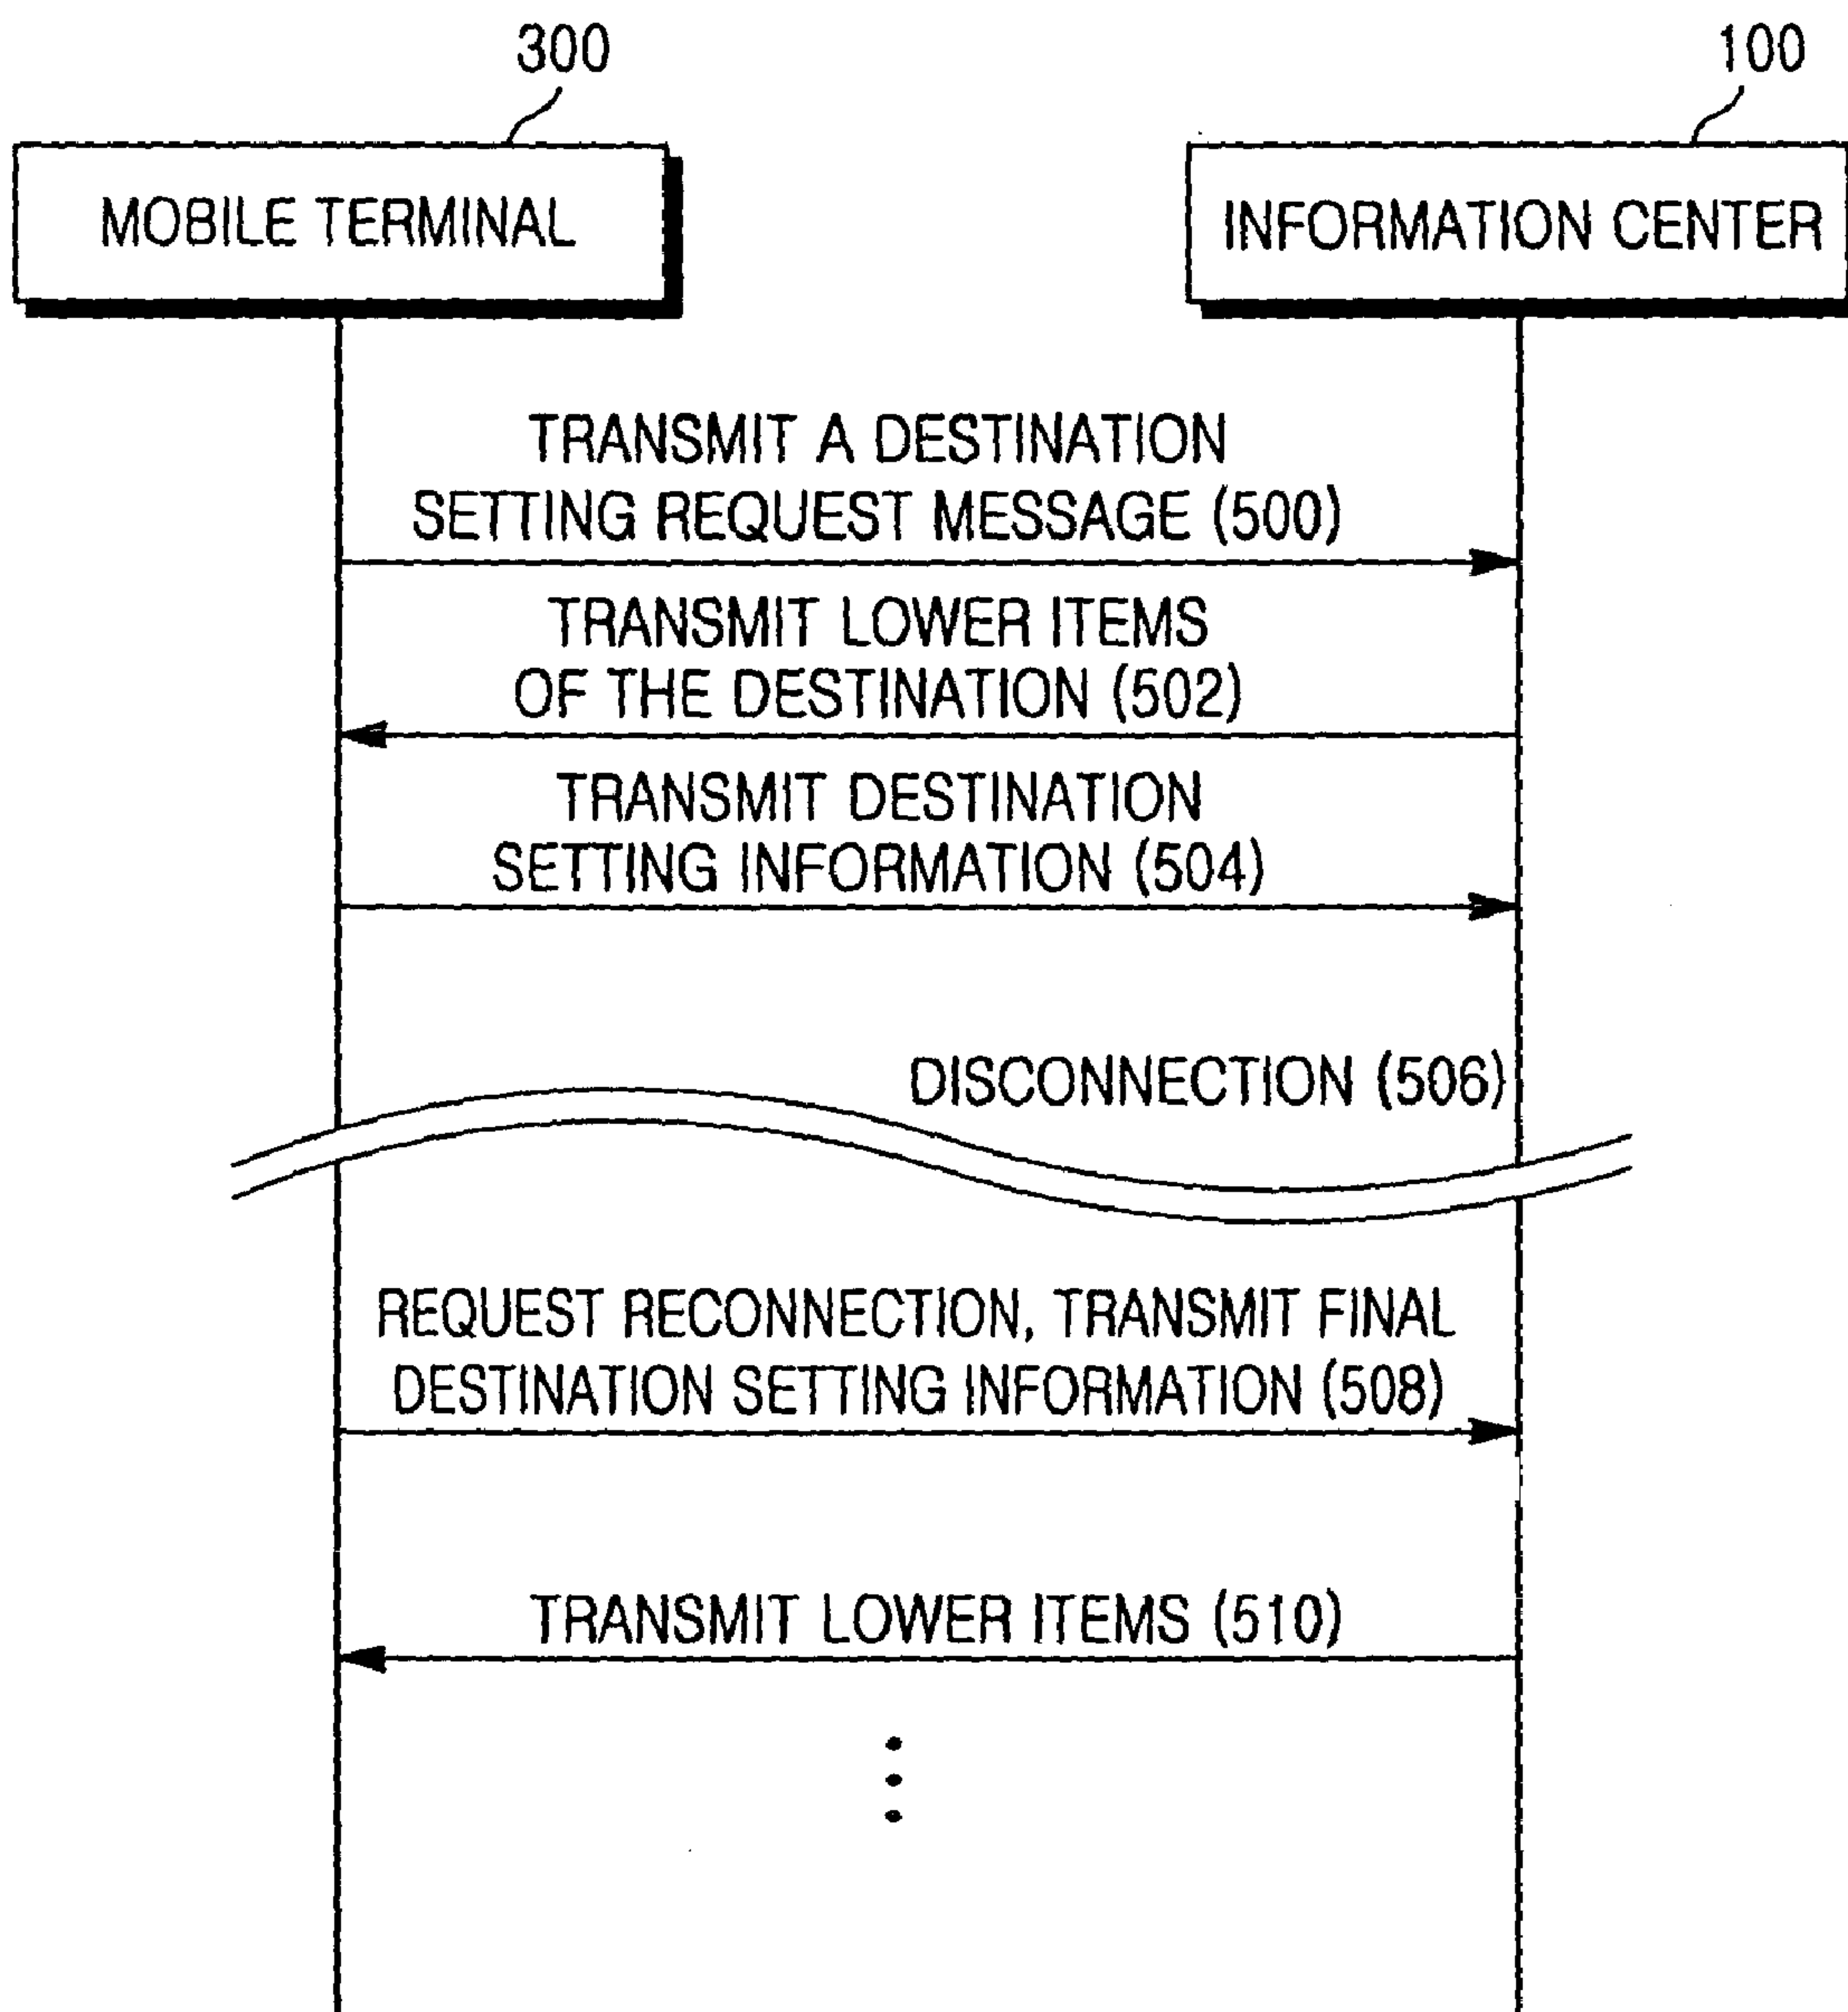 300
100
MOBILE TERMINAL
INFORMATION CENTER
TRANSMIT A DESTINATION
SETTING REQUEST MESSAGE (500)
TRANSMIT LOWER ITEMS
OF THE DESTINATION (502)
TRANSMIT DESTINATION
SETTING INFORMATION (504)
DISCONNECTION (506)
REQUEST RECONNECTION, TRANSMIT FINAL
DESTINATION SETTING INFORMATION (508)
TRANSMIT LOWER ITEMS (510)